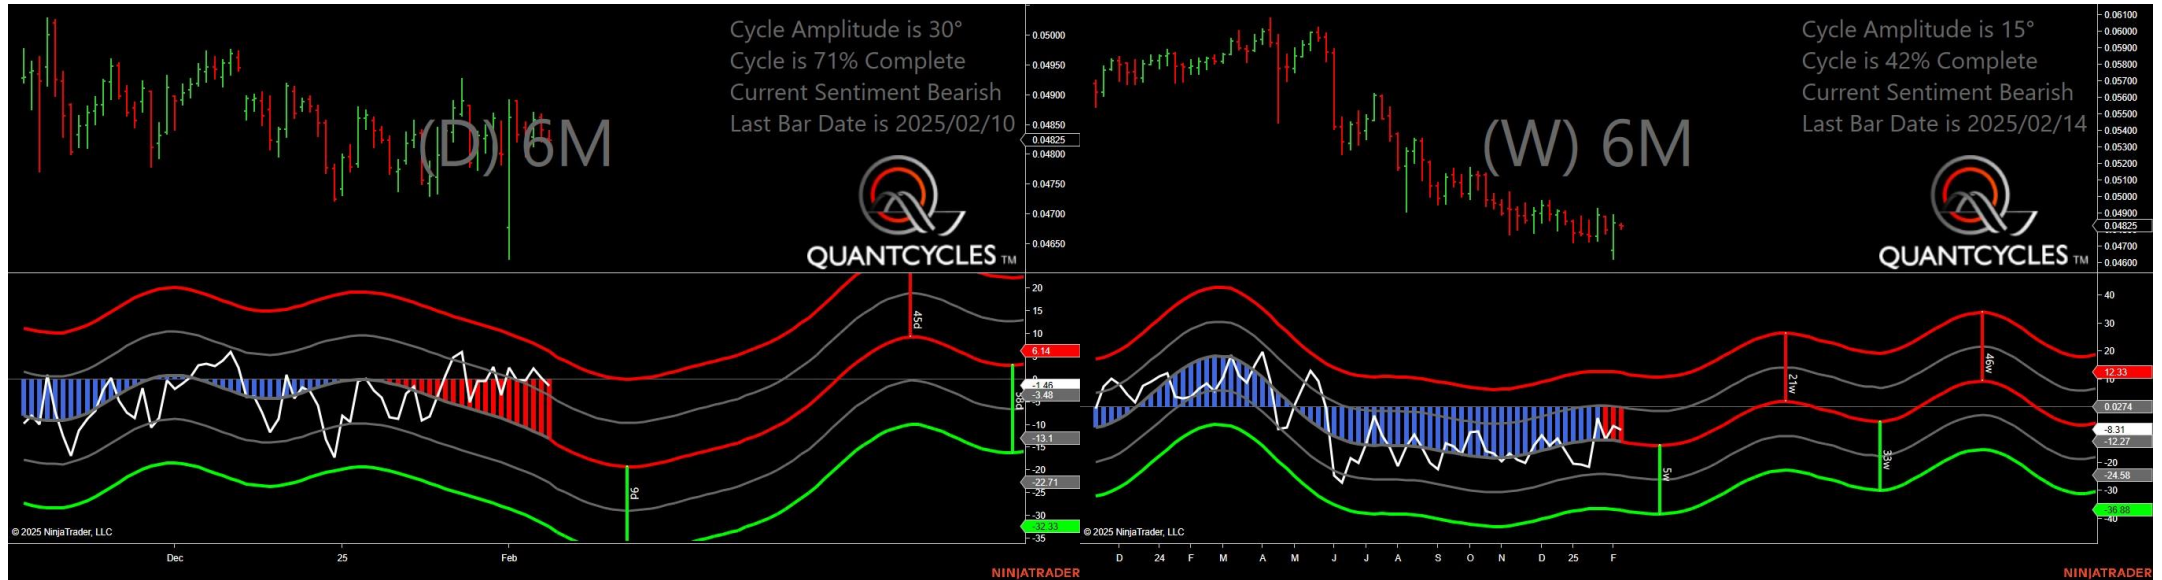 Cycle Amplitude is 30°
Cycle is 71% Complete
Current Sentiment Bearish
Last Bar Date is 2025/02/10
(D) 6M
QUANTCYCLES TM
0.05000
0.04950
0.04900
0.04850
0.04825
0.04800
0.04750
0.04700
0.04650
20
15
10
6.14
-1.46
-3.48
-5
-10
-13.1
-15
-20
-22.71
-25
-30
-32.33
-35
9d
45d
58d
© 2025 NinjaTrader, LLC
Dec
25
Feb
NINJATRADER
Cycle Amplitude is 15°
Cycle is 42% Complete
Current Sentiment Bearish
Last Bar Date is 2025/02/14
(W) 6M
QUANTCYCLES TM
0.06100
0.06000
0.05900
0.05800
0.05700
0.05600
0.05500
0.05400
0.05300
0.05200
0.05100
0.05000
0.04900
0.04825
0.04700
0.04600
40
30
20
12.33
10
0.0274
-8.31
-12.27
-20
-24.58
-30
-36.88
-40
5w
21w
33w
46w
© 2025 NinjaTrader, LLC
D
24
F
M
A
M
J
J
A
S
O
N
D
25
F
NINJATRADER